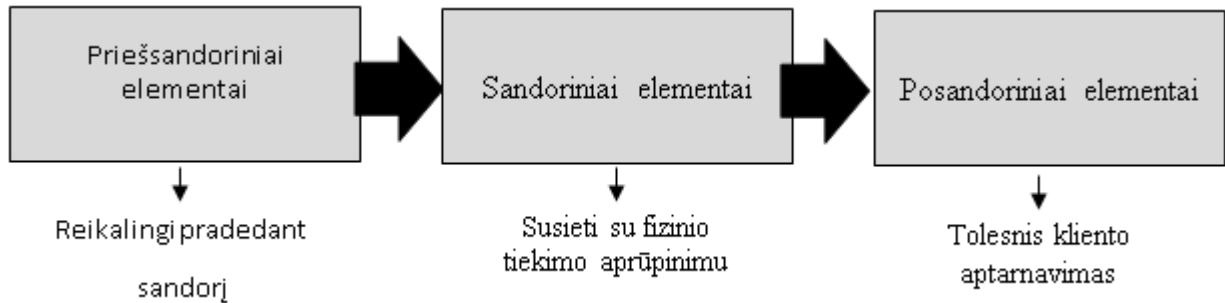 Priešsandoriniai
elementai
Sandoriniai elementai
Posandoriniai elementai
Reikalingi pradedant
sandorį
Susieti su fizinio
tiekimo aprūpinimu
Tolesnis kliento
aptarnavimas